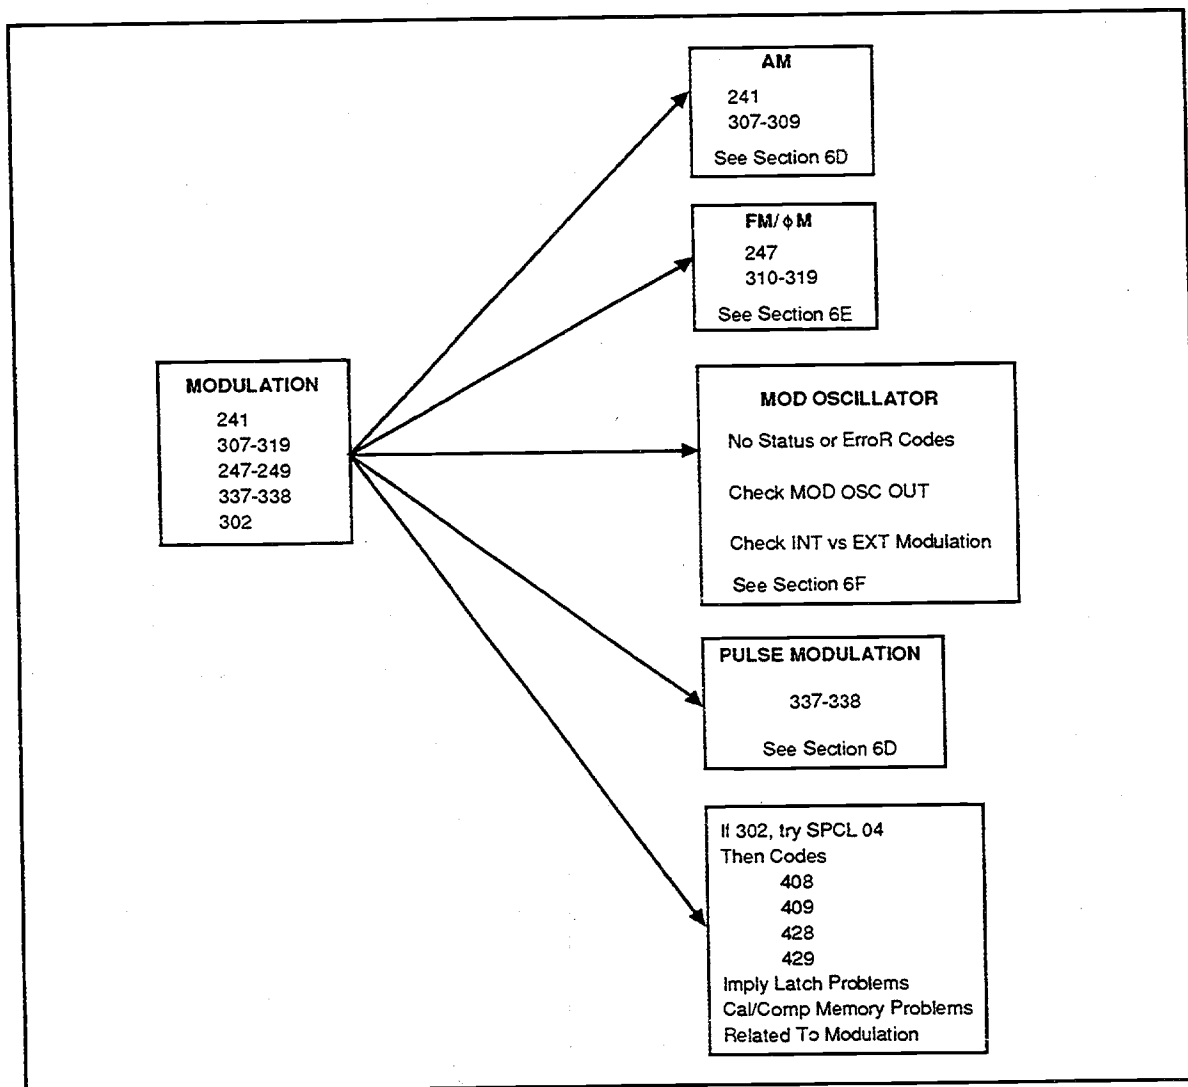 AM
241
307-309
See Section 6D
FM/ϕM
247
310-319
See Section 6E
MODULATION
241
307-319
247-249
337-338
302
MOD OSCILLATOR
No Status or ErroR Codes
Check MOD OSC OUT
Check INT vs EXT Modulation
See Section 6F
PULSE MODULATION
337-338
See Section 6D
If 302, try SPCL 04
Then Codes
408
409
428
429
Imply Latch Problems
Cal/Comp Memory Problems
Related To Modulation